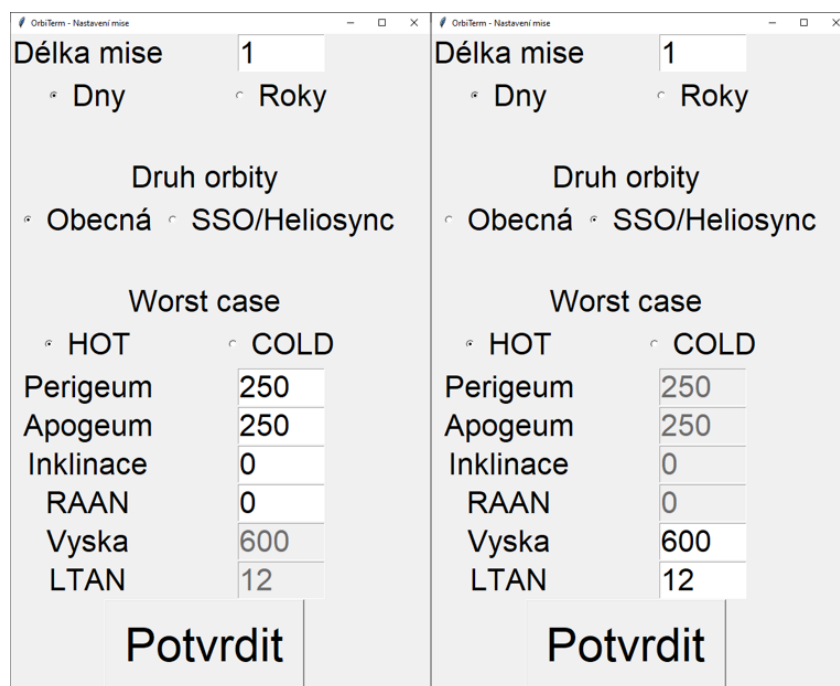 OrbiTerm - Nastavení mise
Délka mise 1
Dny Roky
Druh orbity
Obecná SSO/Heliosync
Worst case
HOT COLD
Perigeum 250
Apogeum 250
Inklinace 0
RAAN 0
Vyska 600
LTAN 12
Potvrdit
OrbiTerm - Nastavení mise
Délka mise 1
Dny Roky
Druh orbity
Obecná SSO/Heliosync
Worst case
HOT COLD
Perigeum 250
Apogeum 250
Inklinace 0
RAAN 0
Vyska 600
LTAN 12
Potvrdit